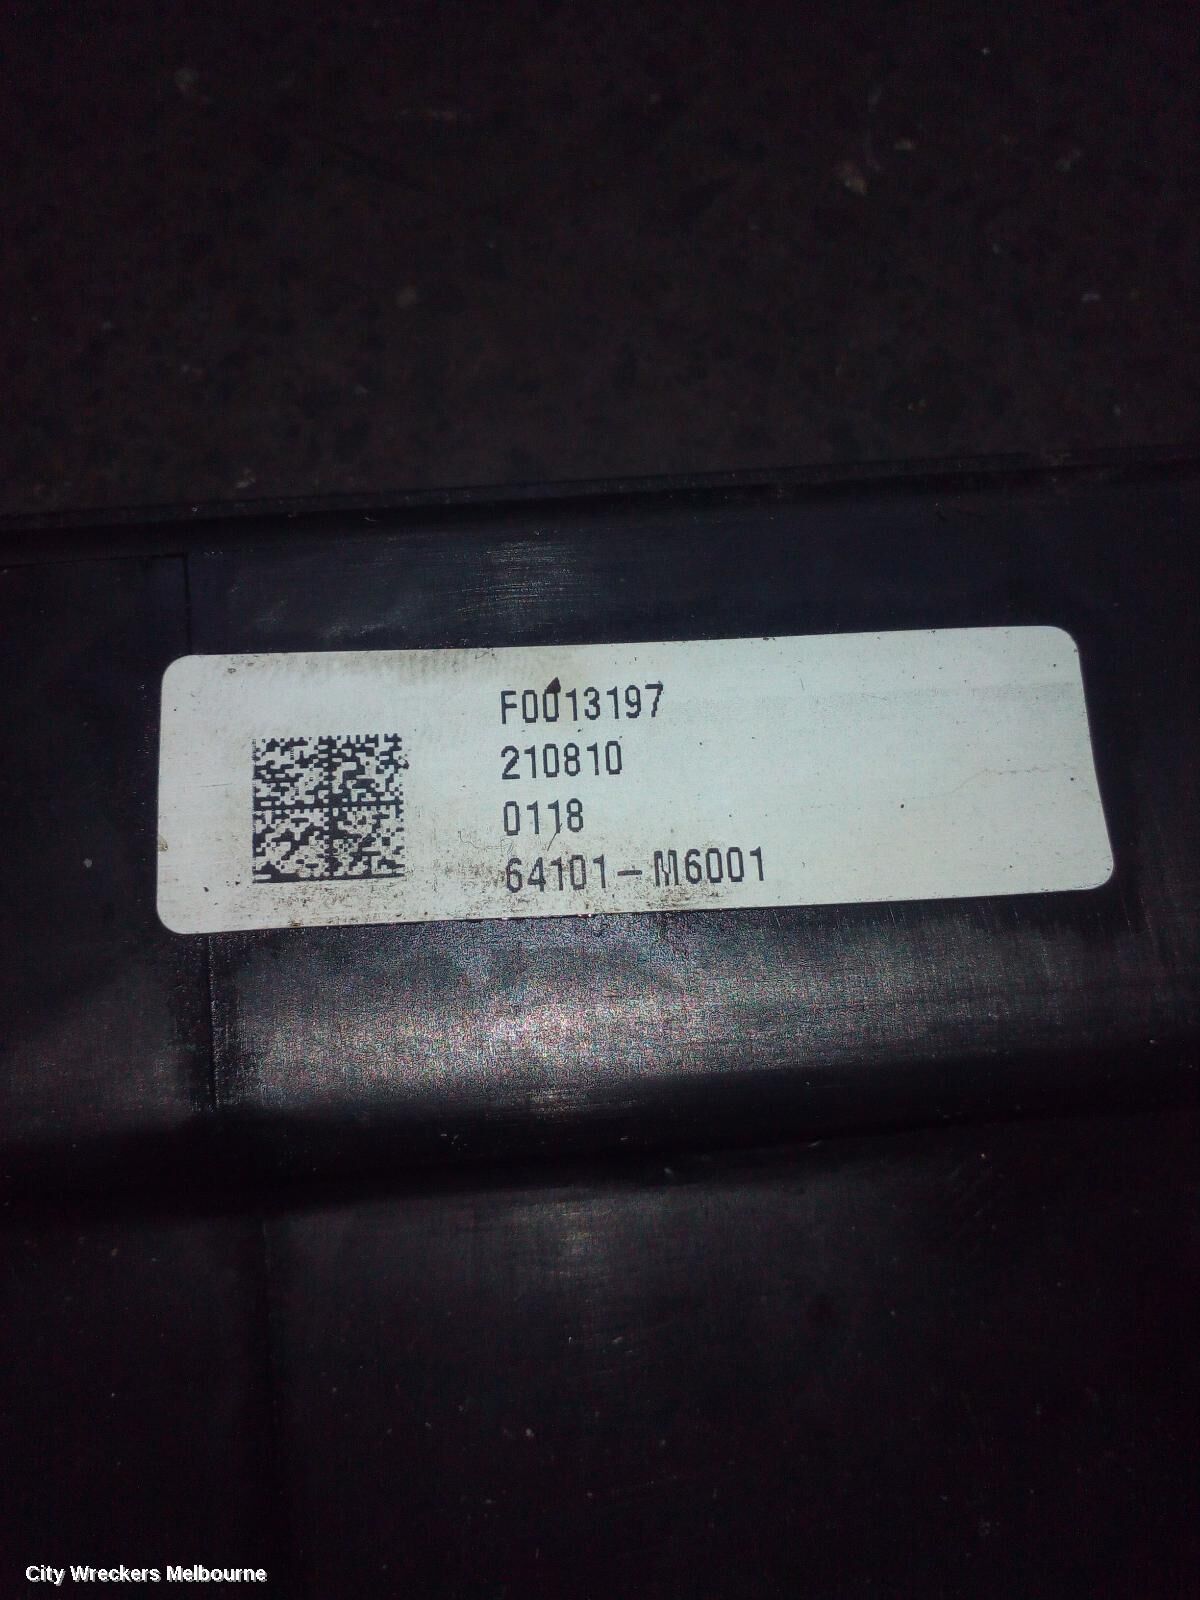 F0013197
210810
0118
64101-M6001
City Wreckers Melbourne